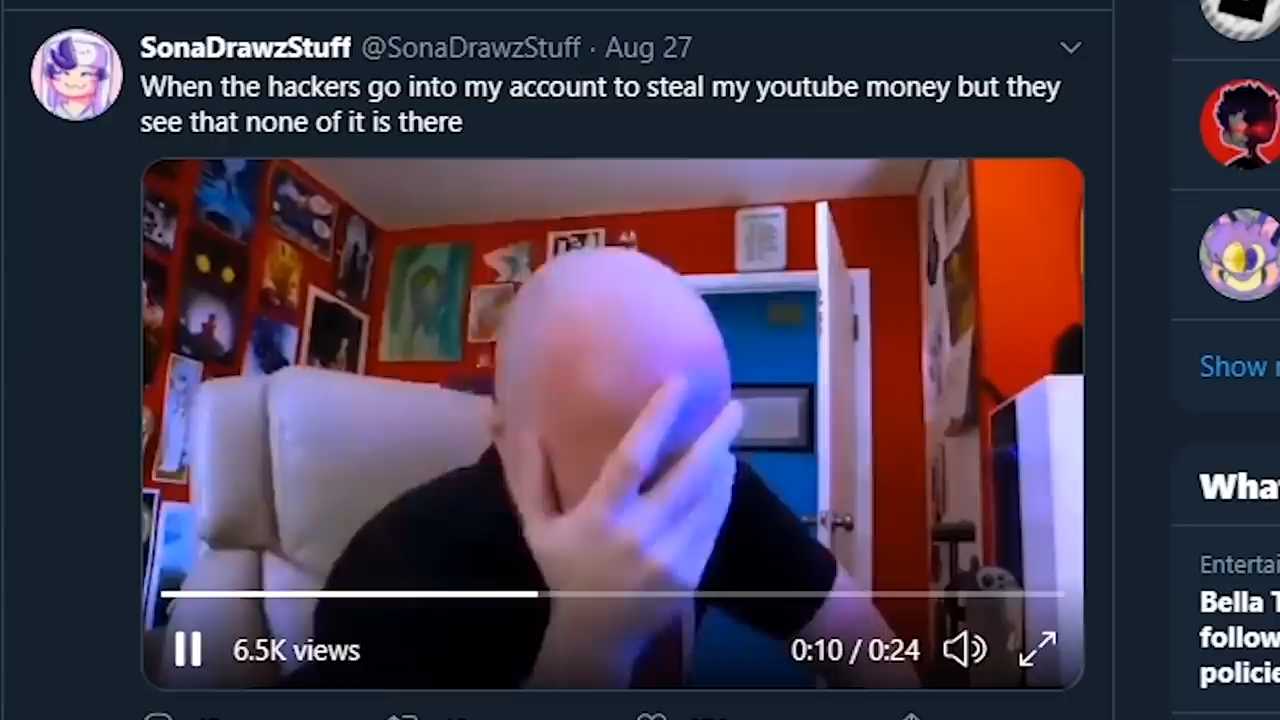 SonaDrawzStuff @SonaDrawzStuff · Aug 27
When the hackers go into my account to steal my youtube money but they
see that none of it is there
6.5K views
0:10 / 0:24
Show
What
Entertai
Bella T
follow
policie